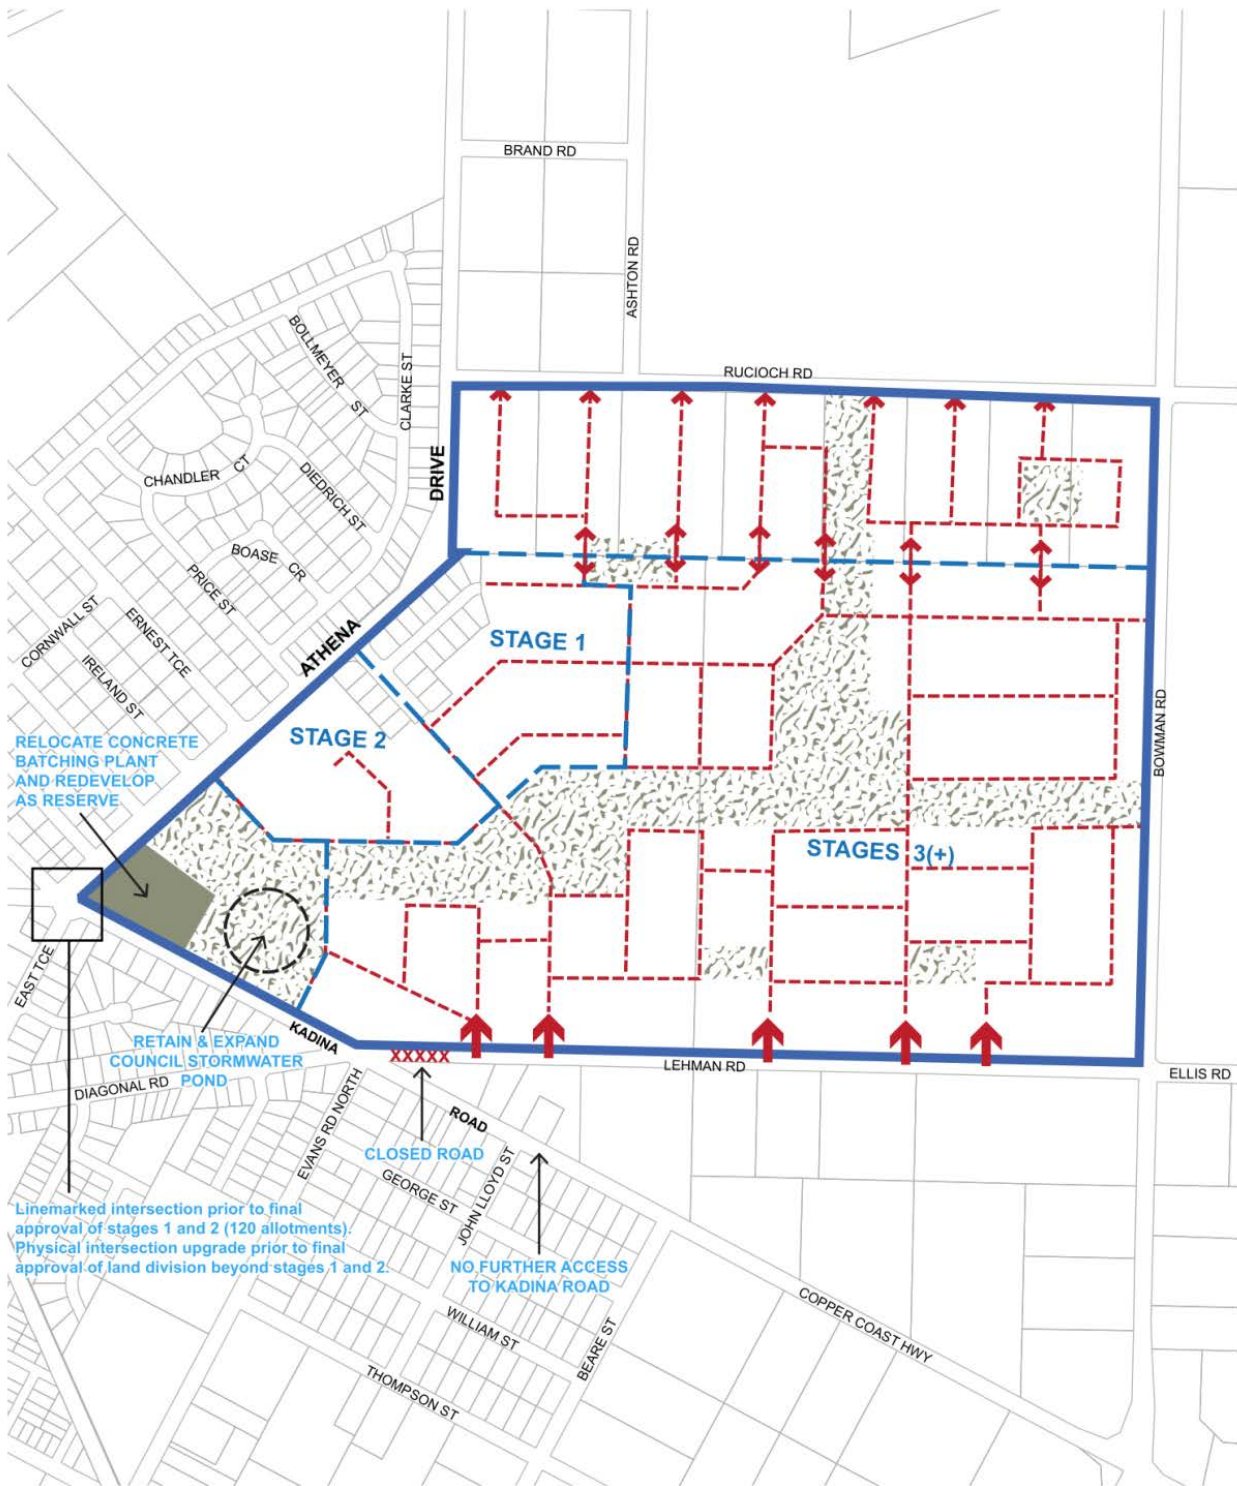 BRAND RD
ASHTON RD
RUCIOCH RD
BOLLMEYER ST
CLARKE ST
DRIVE
CHANDLER CT
DIEDRICH ST
BOASE CR
PRICE ST
CORNWALL ST
ERNEST TCE
IRELAND ST
ATHENA
STAGE 1
STAGE 2
BOWMAN RD
RELOCATE CONCRETE
BATCHING PLANT
AND REDEVELOP
AS RESERVE
STAGES 3(+)
EAST TCE
KADINA
RETAIN & EXPAND
COUNCIL STORMWATER
POND
DIAGONAL RD
XXXXX
LEHMAN RD
ELLIS RD
EVANS RD NORTH
ROAD
CLOSED ROAD
GEORGE ST
JOHN LLOYD ST
Linemarked intersection prior to final
approval of stages 1 and 2 (120 allotments).
Physical intersection upgrade prior to final
approval of land division beyond stages 1 and 2.
NO FURTHER ACCESS
TO KADINA ROAD
COPPER COAST HWY
WILLIAM ST
BEARE ST
THOMPSON ST